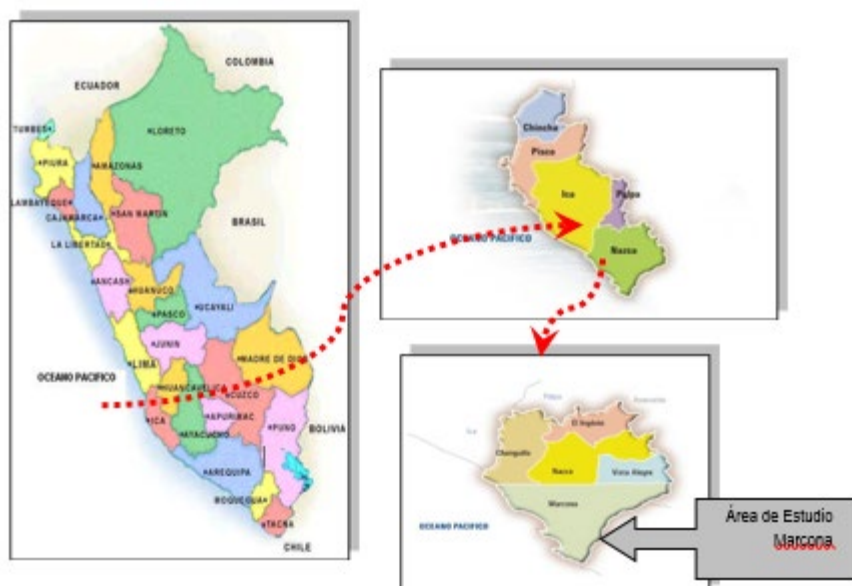 COLOMBIA
ECUADOR
TUMBES
LORETO
PIURA
AMAZONAS
LAMBAYEQUE
CAJAMARCA
SAN MARTIN
BRASIL
LA LIBERTAD
ANCASH
HUANUCO
UCAYALI
PASCO
JUNIN
LIMA
MADRE DE DIOS
OCEANO PACIFICO
HUANCAVELICA
CUZCO
ICA
APURIMAC
AYACUCHO
PUNO
BOLIVIA
AREQUIPA
MOQUEGUA
TACNA
CHILE
Chincha
Pisco
Ica
Palpa
OCEANO PACIFICO
Nazca
Palpa
Ica
El Ingenio
Changuillo
Nazca
Vista Alegre
Marcona
OCEANO PACIFICO
Área de Estudio
Marcona